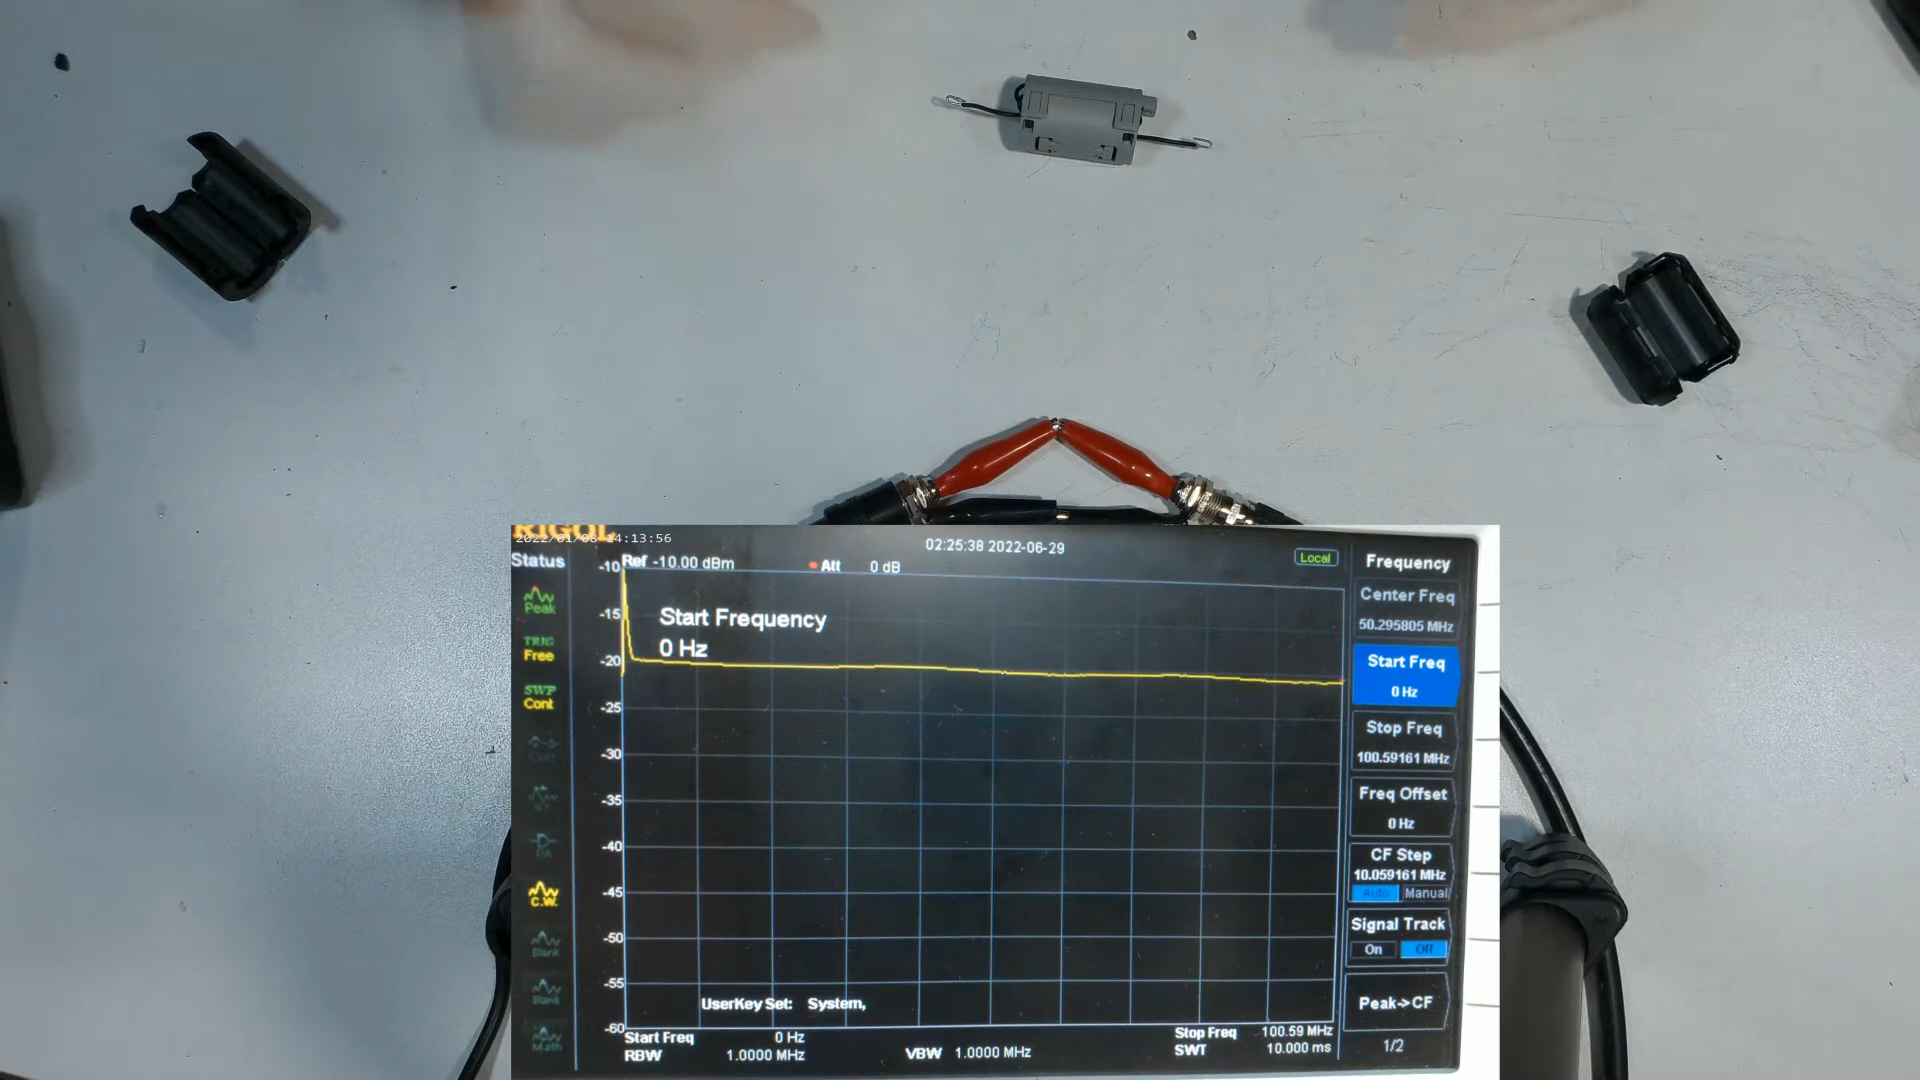 RIGOL
2022/01/08 14:13:56
02:25:38 2022-06-29
Status
Ref -10.00 dBm
Att 0 dB
Local
Frequency
Peak
TRIG
Free
SWP
Cont
Corr
PA
C.W.
Blank
Blank
Math
-10
-15
-20
-25
-30
-35
-40
-45
-50
-55
-60
Start Frequency
0 Hz
Center Freq
50.295805 MHz
Start Freq
0 Hz
Stop Freq
100.59161 MHz
Freq Offset
0 Hz
CF Step
10.059161 MHz
Auto Manual
Signal Track
On Off
Peak->CF
1/2
UserKey Set: System,
Start Freq 0 Hz
Stop Freq 100.59 MHz
RBW 1.0000 MHz
VBW 1.0000 MHz
SWT 10.000 ms